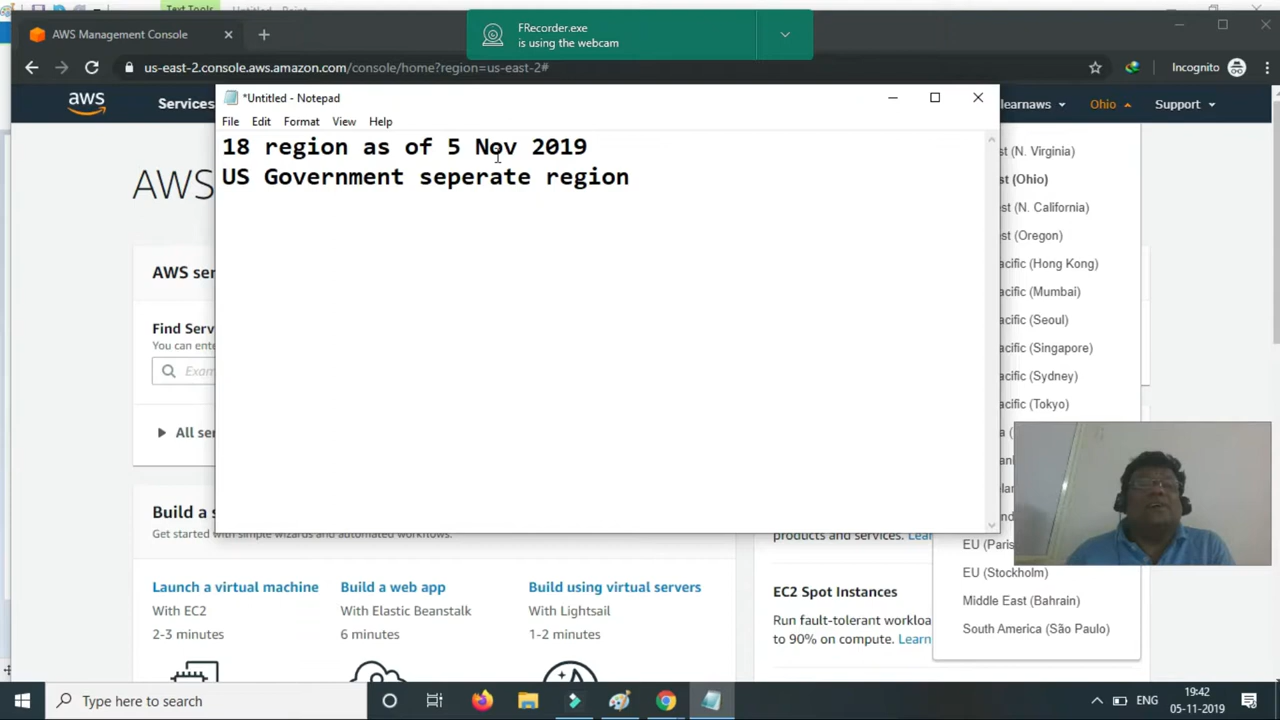 Text Tools
Untitled - Paint
AWS Management Console
FRecorder.exe
is using the webcam
us-east-2.console.aws.amazon.com/console/home?region=us-east-2#
Incognito
aws
Services
learnaws
Ohio
Support
*Untitled - Notepad
File Edit Format View Help
18 region as of 5 Nov 2019
US Government seperate region
AWS
AWS ser
Find Serv
You can ente
Exam
All ser
st (N. Virginia)
st (Ohio)
st (N. California)
st (Oregon)
acific (Hong Kong)
acific (Mumbai)
acific (Seoul)
acific (Singapore)
acific (Sydney)
acific (Tokyo)
EU (Paris
EU (Stockholm)
Middle East (Bahrain)
South America (São Paulo)
Build a s
Get started with simple wizards and automated workflows.
Launch a virtual machine
With EC2
2-3 minutes
Build a web app
With Elastic Beanstalk
6 minutes
Build using virtual servers
With Lightsail
1-2 minutes
products and services. Lear
EC2 Spot Instances
Run fault-tolerant workloa
to 90% on compute. Learn
Type here to search
ENG
19:42
05-11-2019